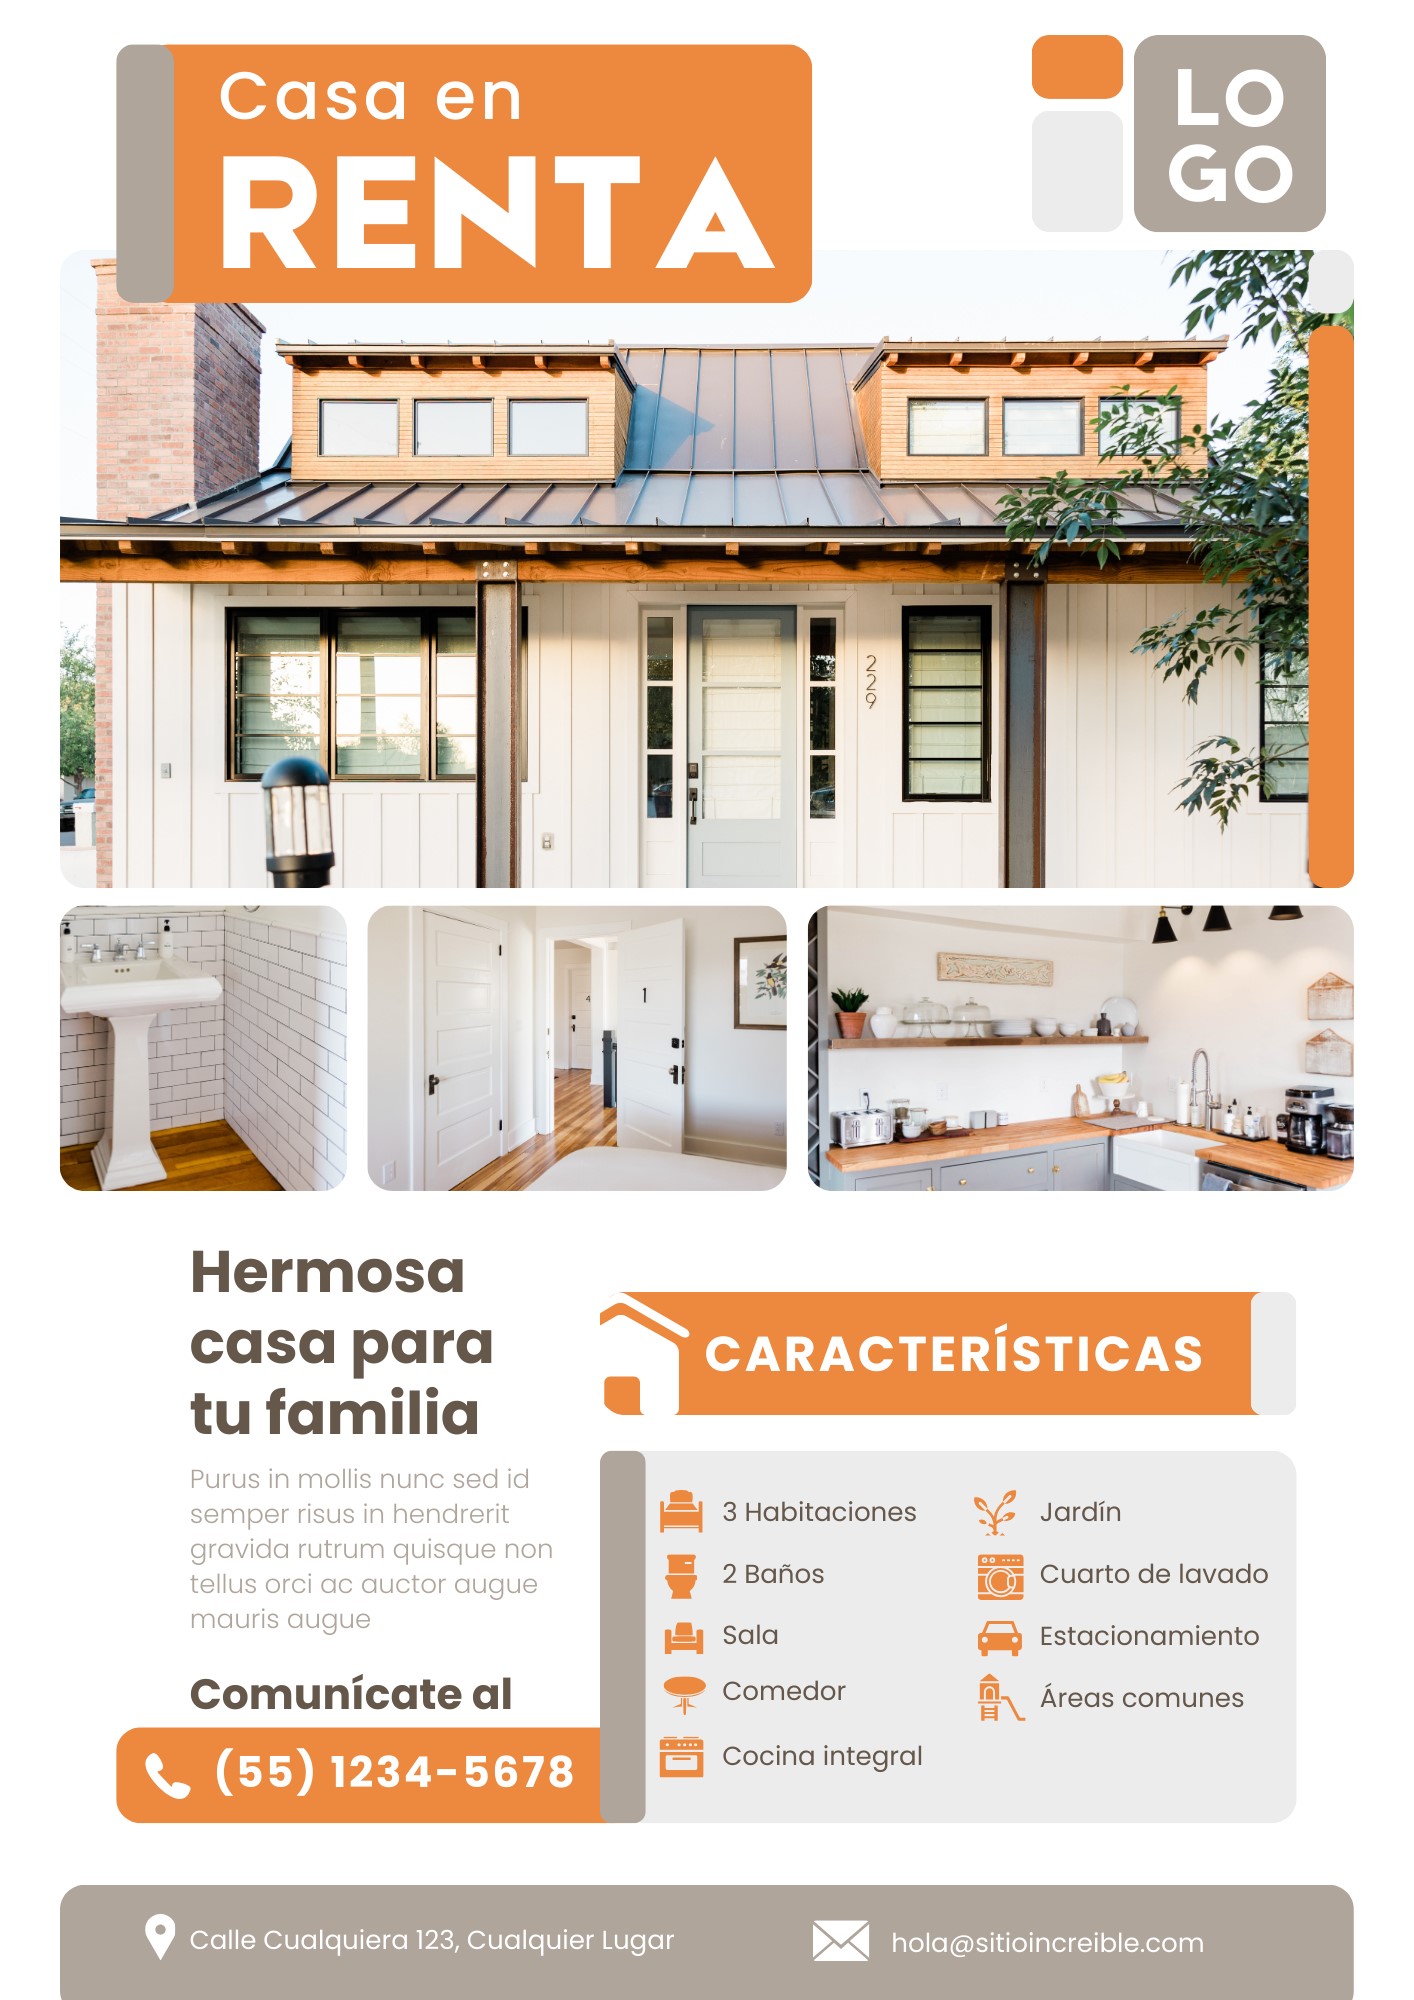 Casa en
RENTA
LO
GO
229
4
1
Hermosa
casa para
tu familia
Purus in mollis nunc sed id
semper risus in hendrerit
gravida rutrum quisque non
tellus orci ac auctor augue
mauris augue
Comunícate al
(55) 1234-5678
CARACTERÍSTICAS
3 Habitaciones
2 Baños
Sala
Comedor
Cocina integral
Jardín
Cuarto de lavado
Estacionamiento
Áreas comunes
Calle Cualquiera 123, Cualquier Lugar
hola@sitioincreible.com